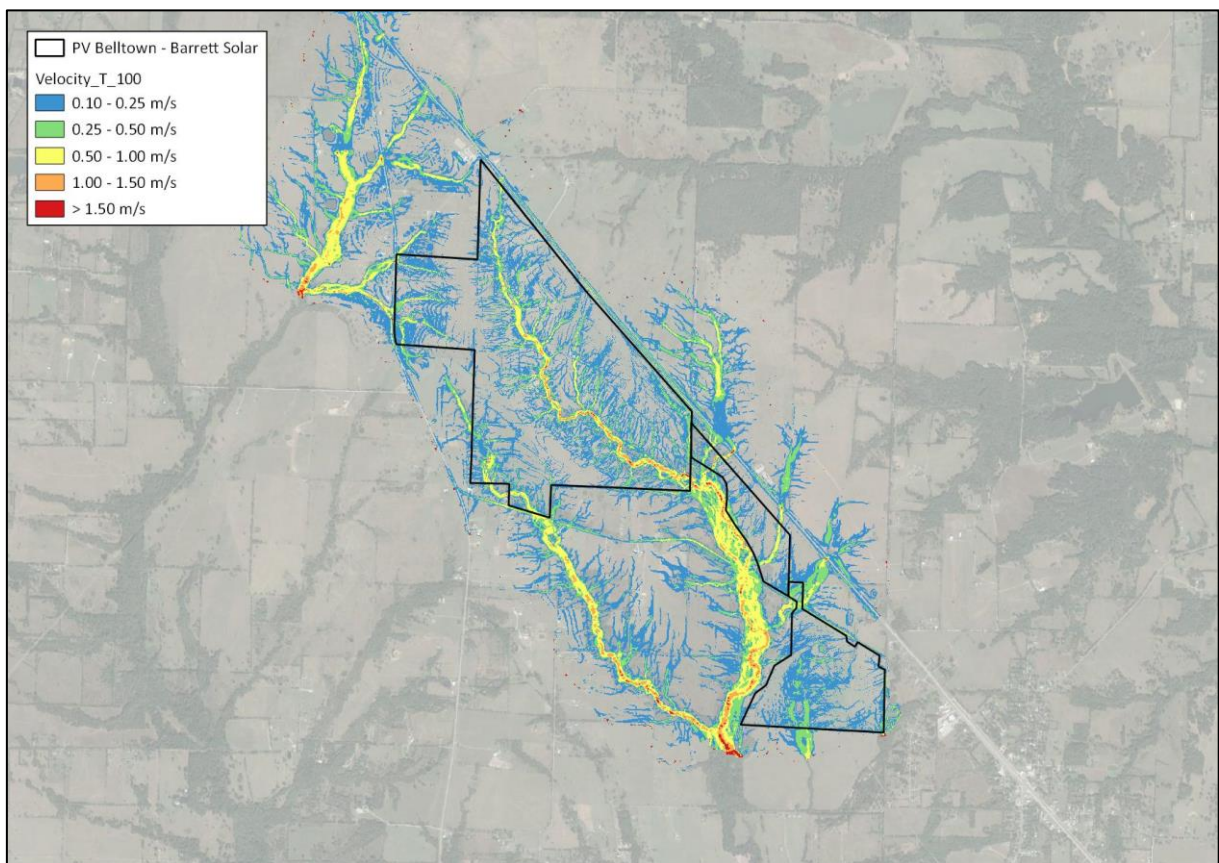 PV Belltown - Barrett Solar
Velocity_T_100
0.10 - 0.25 m/s
0.25 - 0.50 m/s
0.50 - 1.00 m/s
1.00 - 1.50 m/s
> 1.50 m/s